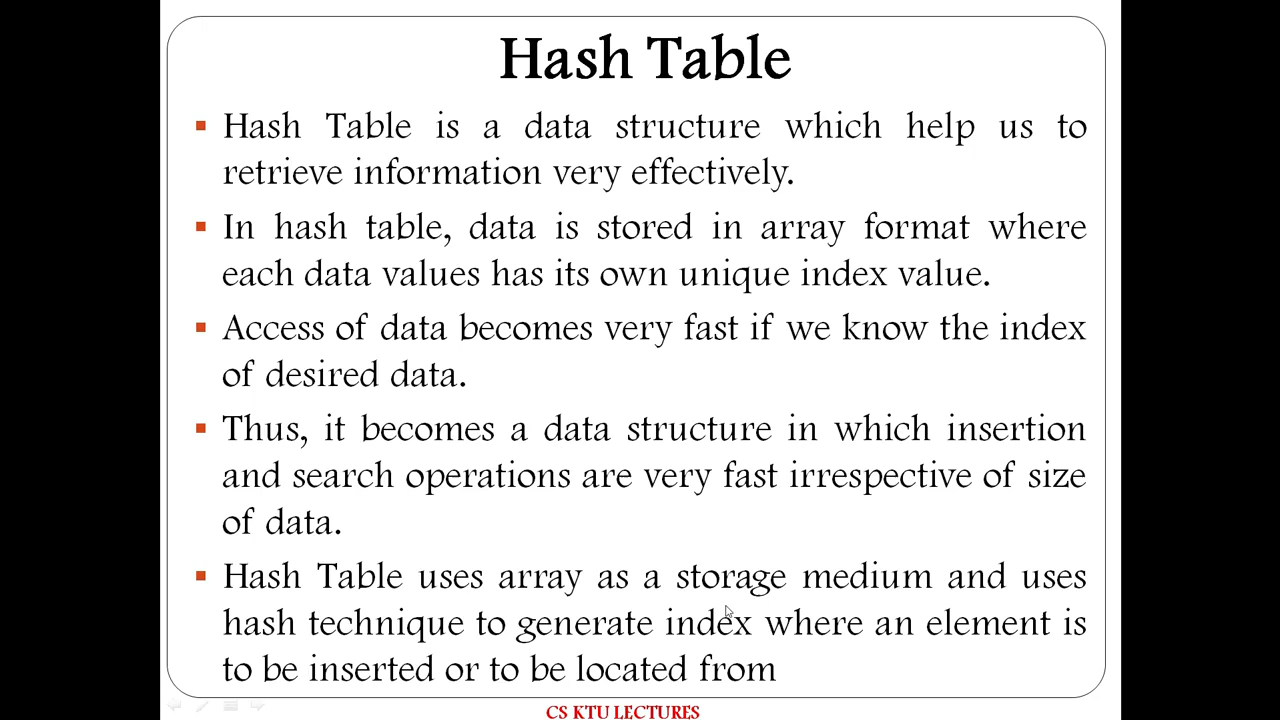 Hash Table
▪ Hash Table is a data structure which help us to
retrieve information very effectively.
▪ In hash table, data is stored in array format where
each data values has its own unique index value.
▪ Access of data becomes very fast if we know the index
of desired data.
▪ Thus, it becomes a data structure in which insertion
and search operations are very fast irrespective of size
of data.
▪ Hash Table uses array as a storage medium and uses
hash technique to generate index where an element is
to be inserted or to be located from
CS KTU LECTURES